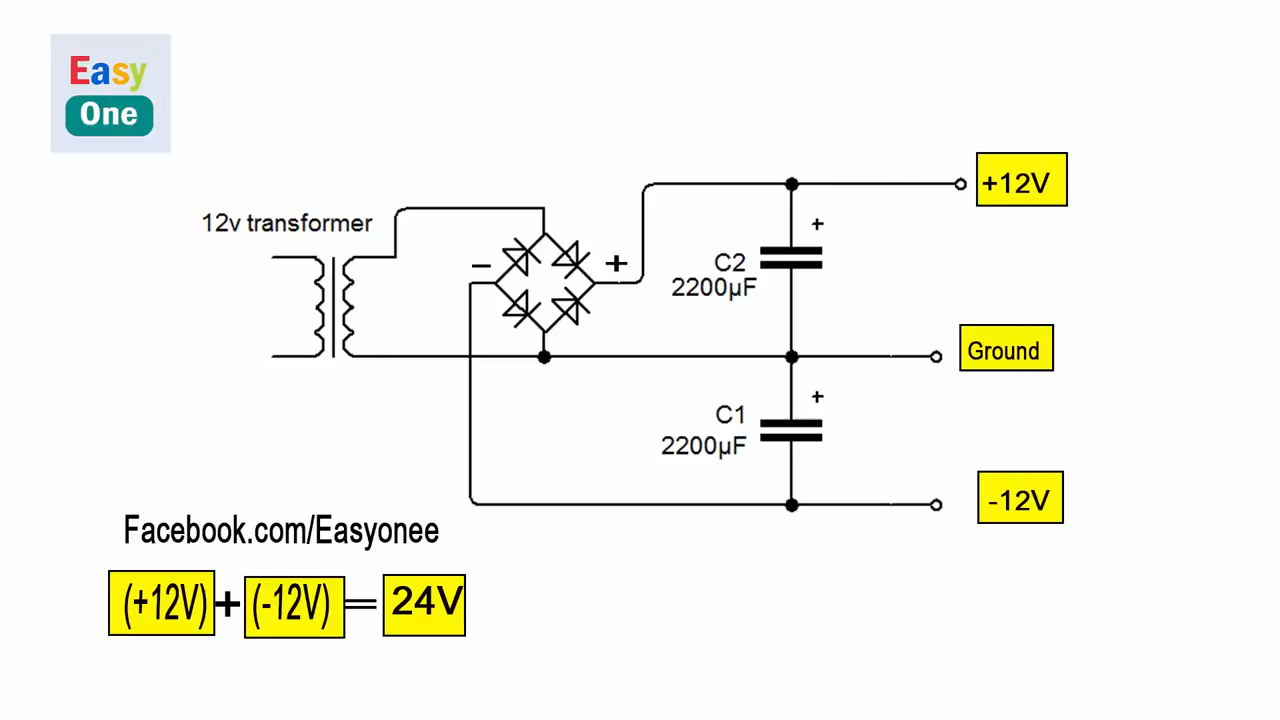 Easy
One
12v transformer
+12V
+
−
+
C2
2200µF
Ground
+
C1
2200µF
-12V
Facebook.com/Easyonee
(+12V)+(-12V)=24V